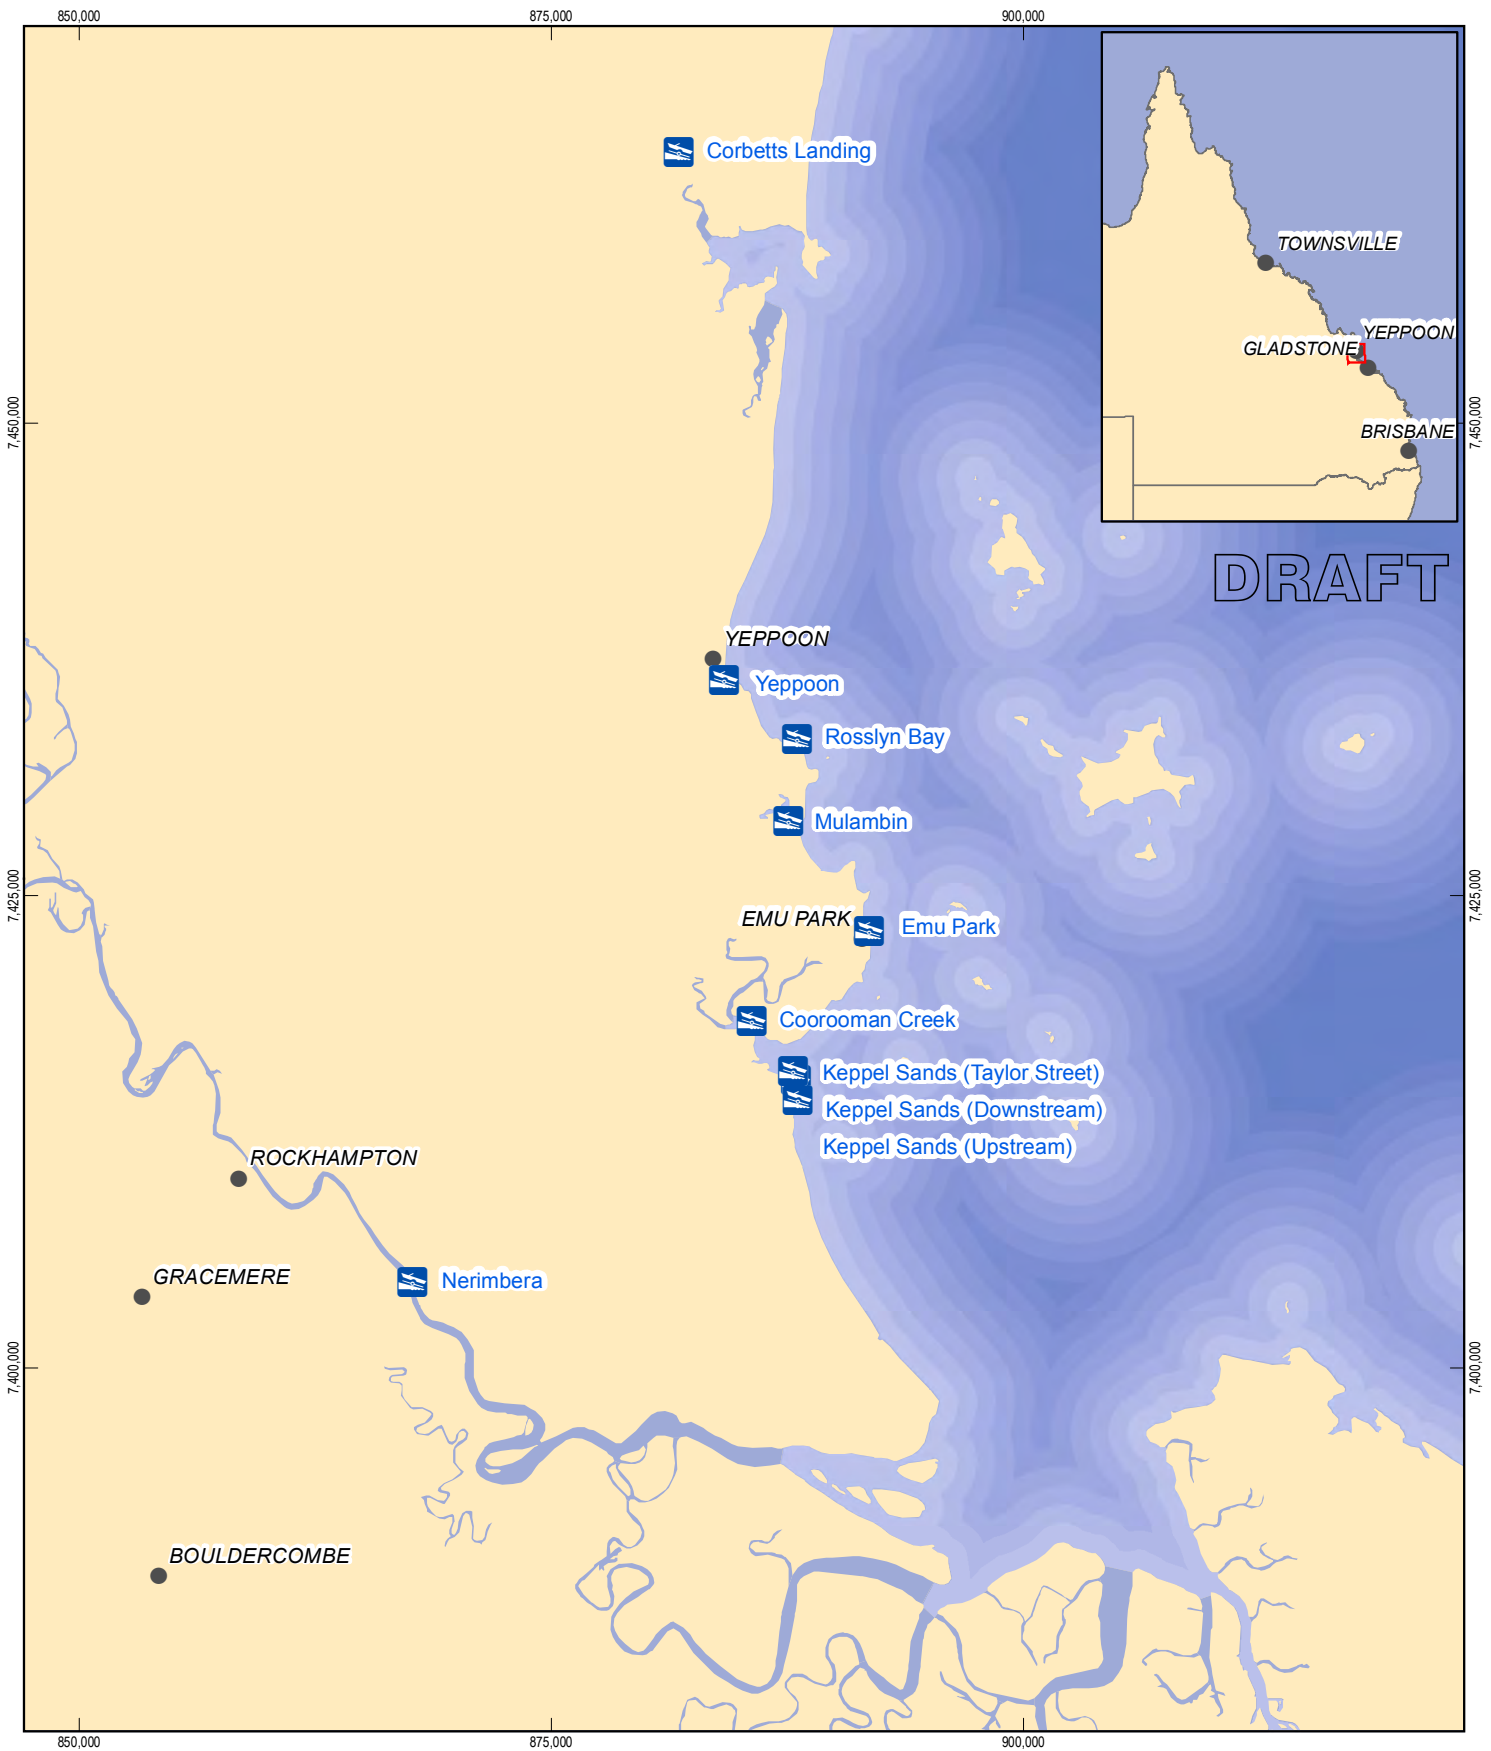 850,000
875,000
900,000
Corbetts Landing
TOWNSVILLE
YEPPOON
GLADSTONE
BRISBANE
7,450,000
7,450,000
DRAFT
YEPPOON
Yeppoon
Rosslyn Bay
Mulambin
7,425,000
7,425,000
EMU PARK
Emu Park
Coorooman Creek
Keppel Sands (Taylor Street)
Keppel Sands (Downstream)
Keppel Sands (Upstream)
ROCKHAMPTON
GRACEMERE
Nerimbera
7,400,000
7,400,000
BOULDERCOMBE
850,000
875,000
900,000